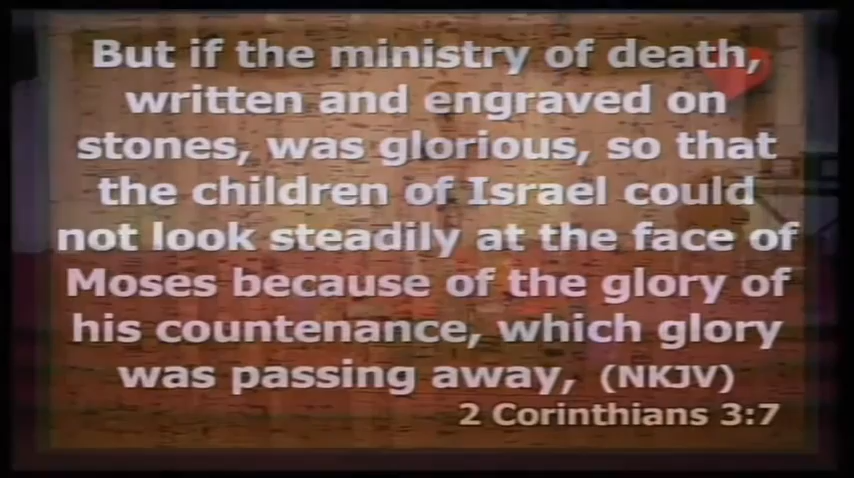 But if the ministry of death,
written and engraved on
stones, was glorious, so that
the children of Israel could
not look steadily at the face of
Moses because of the glory of
his countenance, which glory
was passing away, (NKJV)
2 Corinthians 3:7